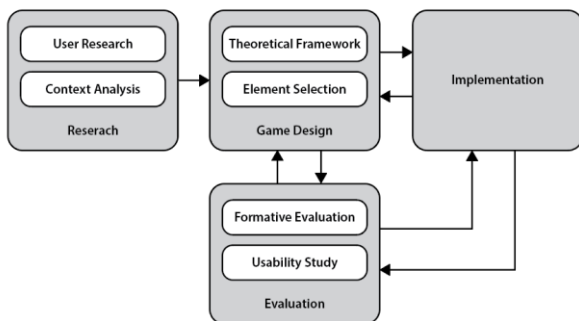 User Research
Context Analysis
Reserach
Theoretical Framework
Element Selection
Game Design
Implementation
Formative Evaluation
Usability Study
Evaluation